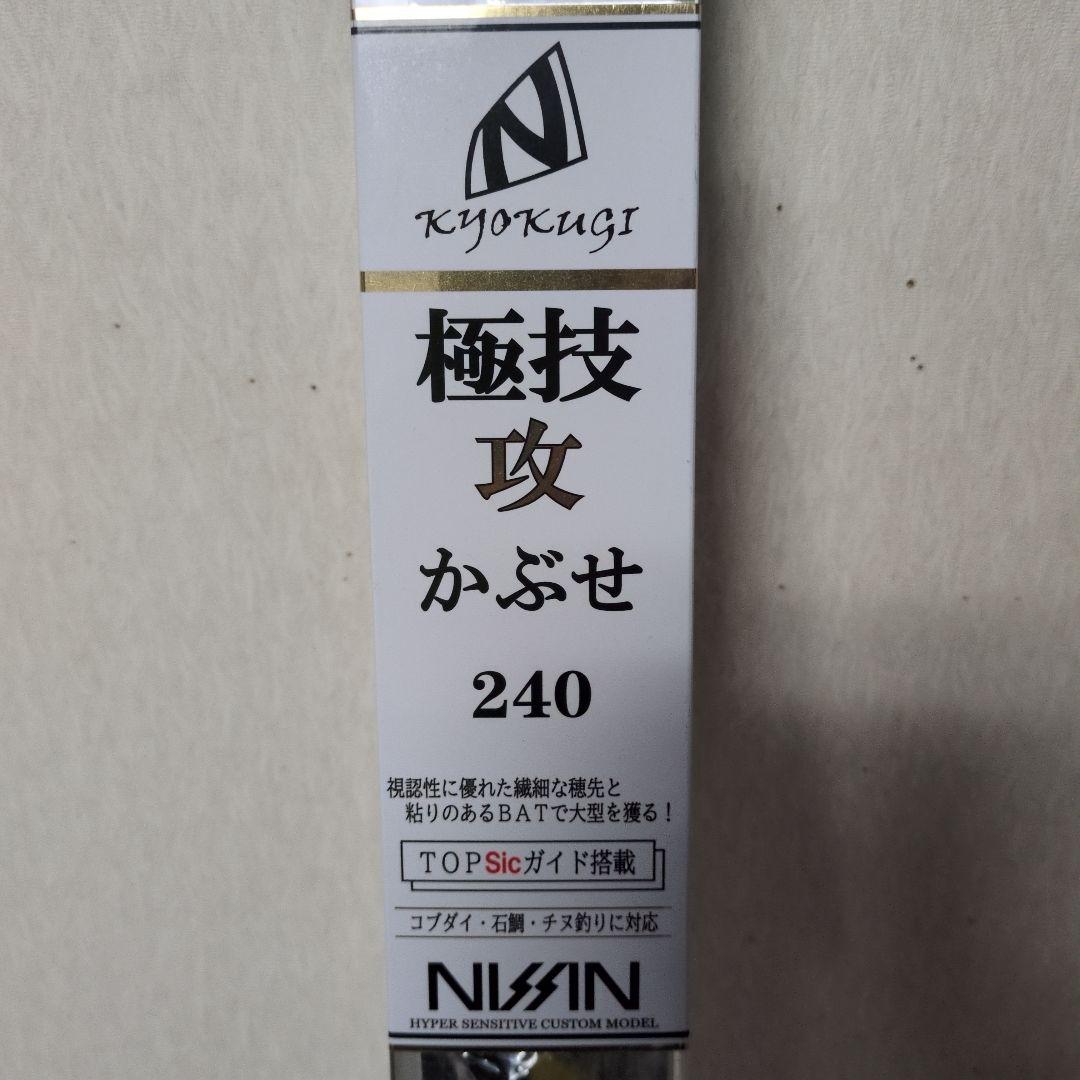 N
KYOKUGI
極技
攻
かぶせ
240
視認性に優れた繊細な穂先と
粘りのあるBATで大型を獲る！
TOPSicガイド搭載
コブダイ・石鯛・チヌ釣りに対応
NISSIN
HYPER SENSITIVE CUSTOM MODEL